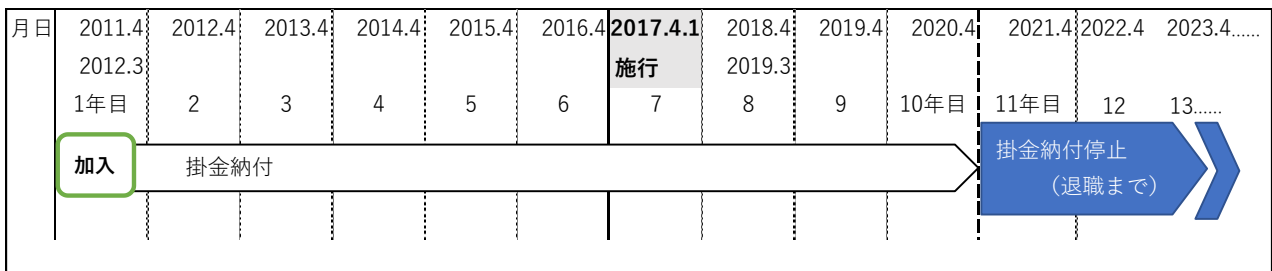 月日 2011.4 2012.4 2013.4 2014.4 2015.4 2016.4 2017.4.1 2018.4 2019.4 2020.4 2021.4 2022.4 2023.4……
2012.3 施行 2019.3
1年目 2 3 4 5 6 7 8 9 10年目 11年目 12 13……
加入 掛金納付
掛金納付停止
（退職まで）